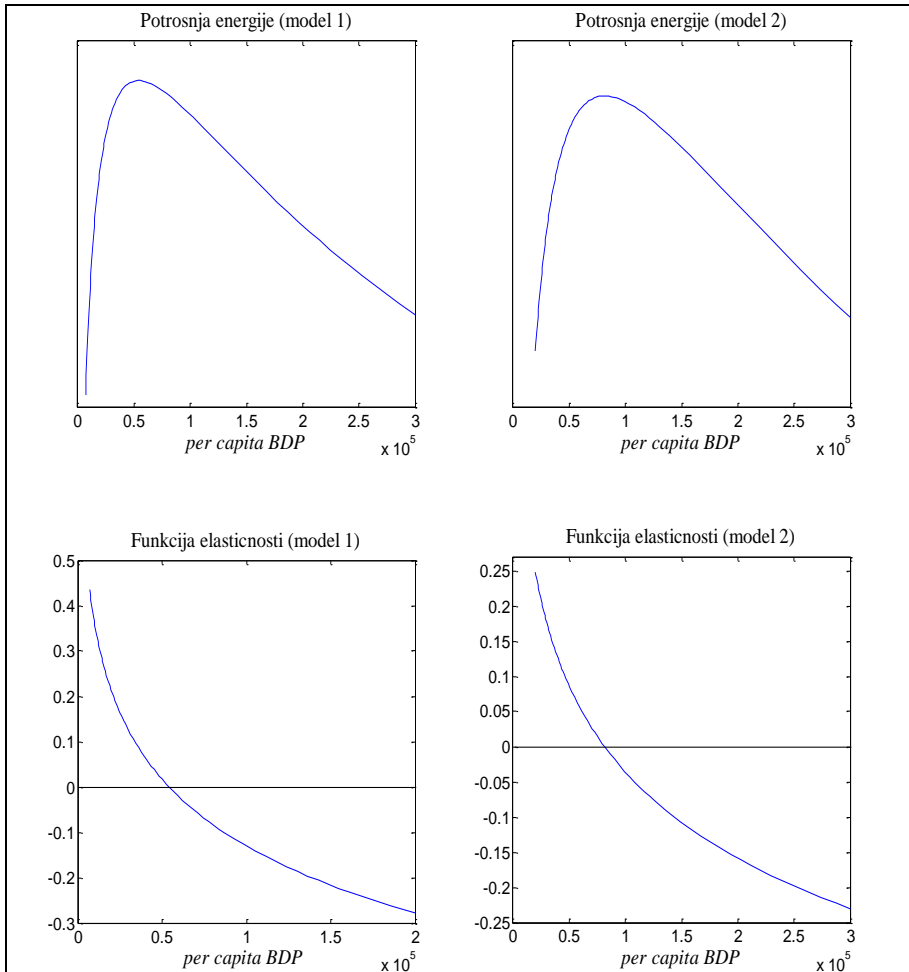 Potrosnja energije (model 1)
0 0.5 1 1.5 2 2.5 3
per capita BDP
x 10^5
Potrosnja energije (model 2)
0 0.5 1 1.5 2 2.5 3
per capita BDP
x 10^5
Funkcija elasticnosti (model 1)
0.5
0.4
0.3
0.2
0.1
0
-0.1
-0.2
-0.3
0 0.5 1 1.5 2
per capita BDP
x 10^5
Funkcija elasticnosti (model 2)
0.25
0.2
0.15
0.1
0.05
0
-0.05
-0.1
-0.15
-0.2
-0.25
0 0.5 1 1.5 2 2.5 3
per capita BDP
x 10^5